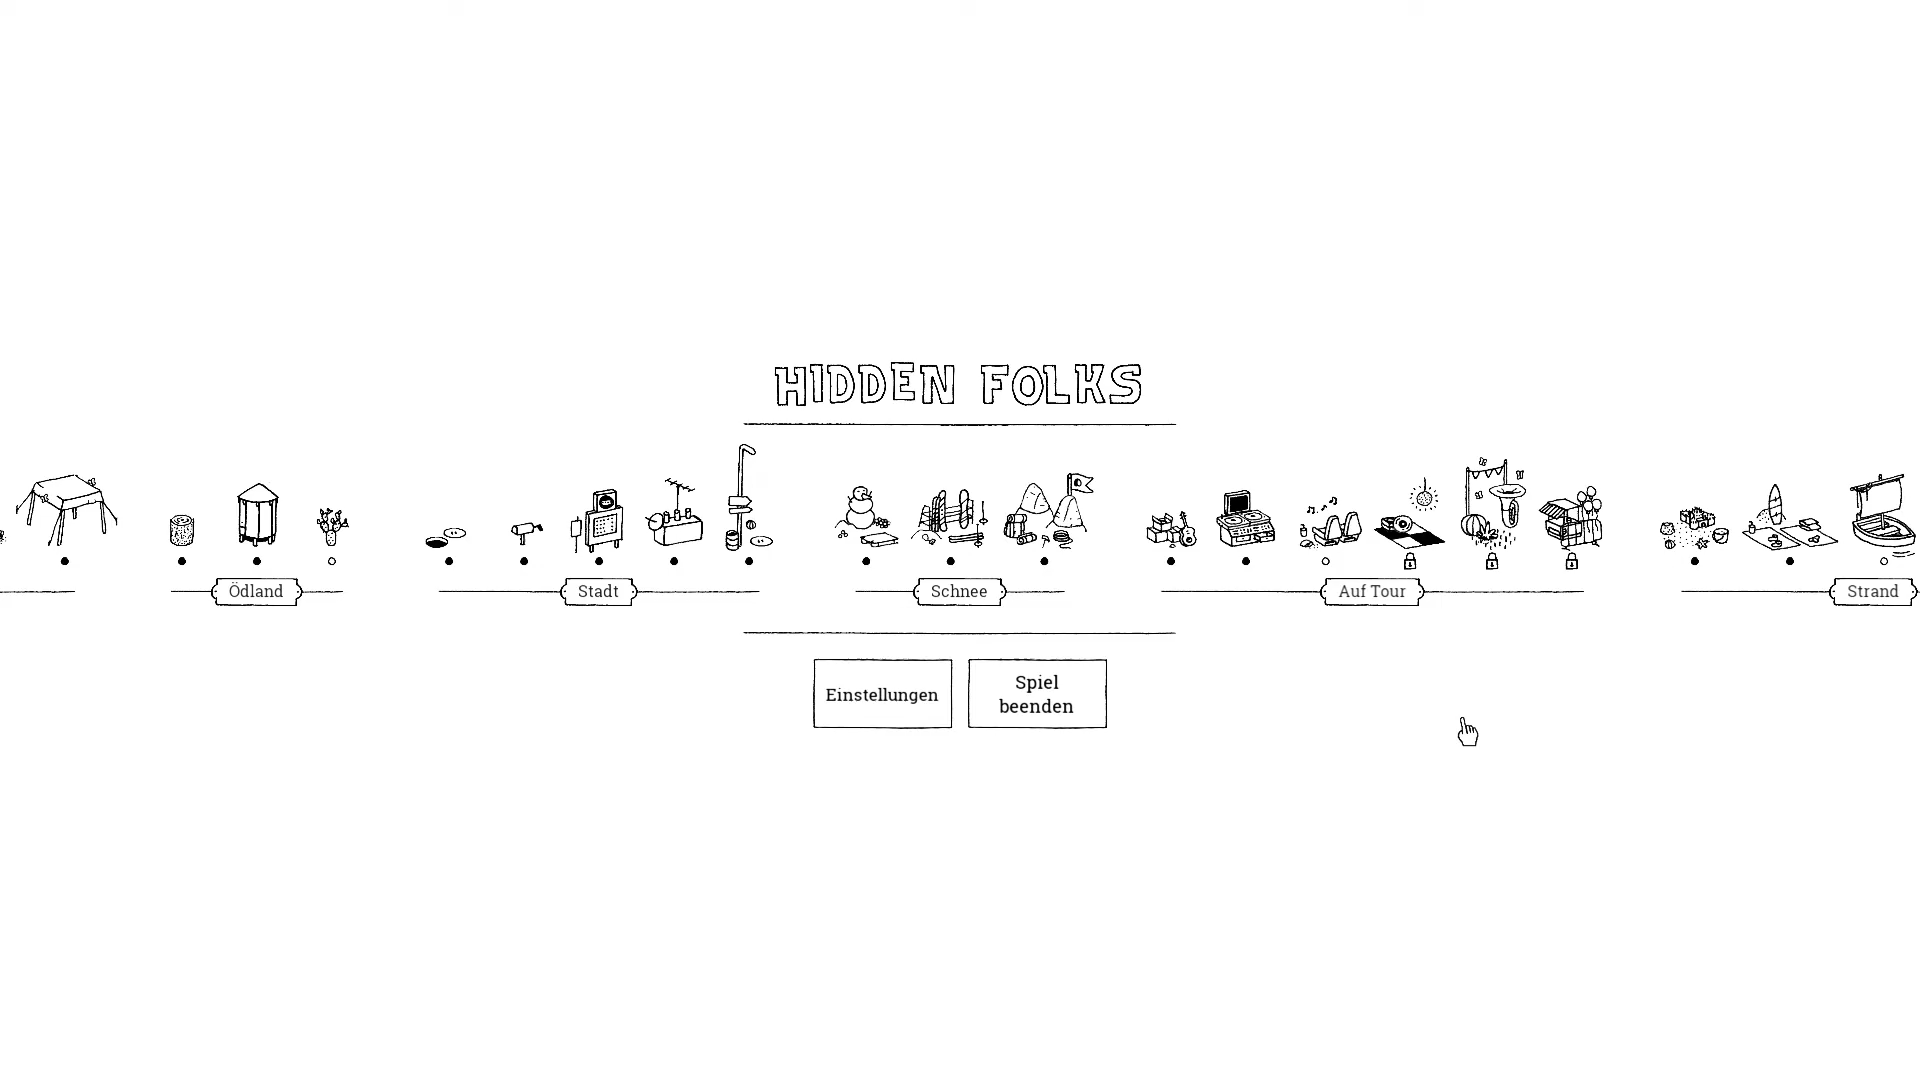 HIDDEN FOLKS
Ödland
Stadt
Schnee
Auf Tour
Strand
Einstellungen
Spiel
beenden